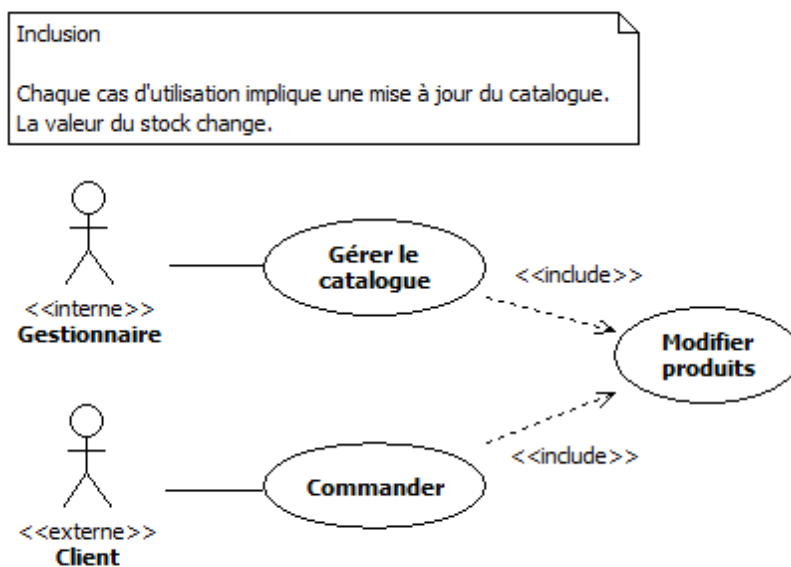 Inclusion
Chaque cas d'utilisation implique une mise à jour du catalogue.
La valeur du stock change.
Gérer le
catalogue
<<include>>
<<interne>>
Gestionnaire
Modifier
produits
<<include>>
Commander
<<externe>>
Client